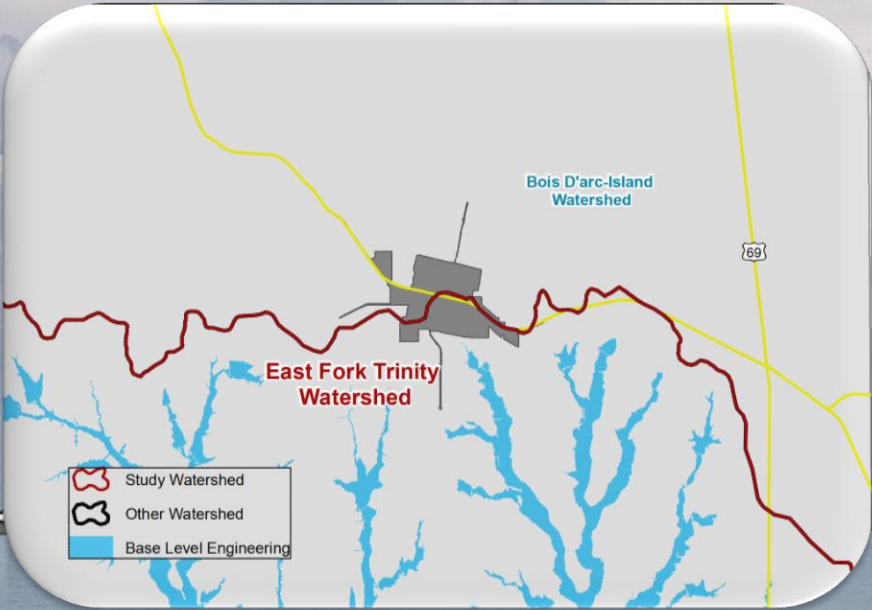 Bois D'arc-Island
Watershed
69
East Fork Trinity
Watershed
Study Watershed
Other Watershed
Base Level Engineering